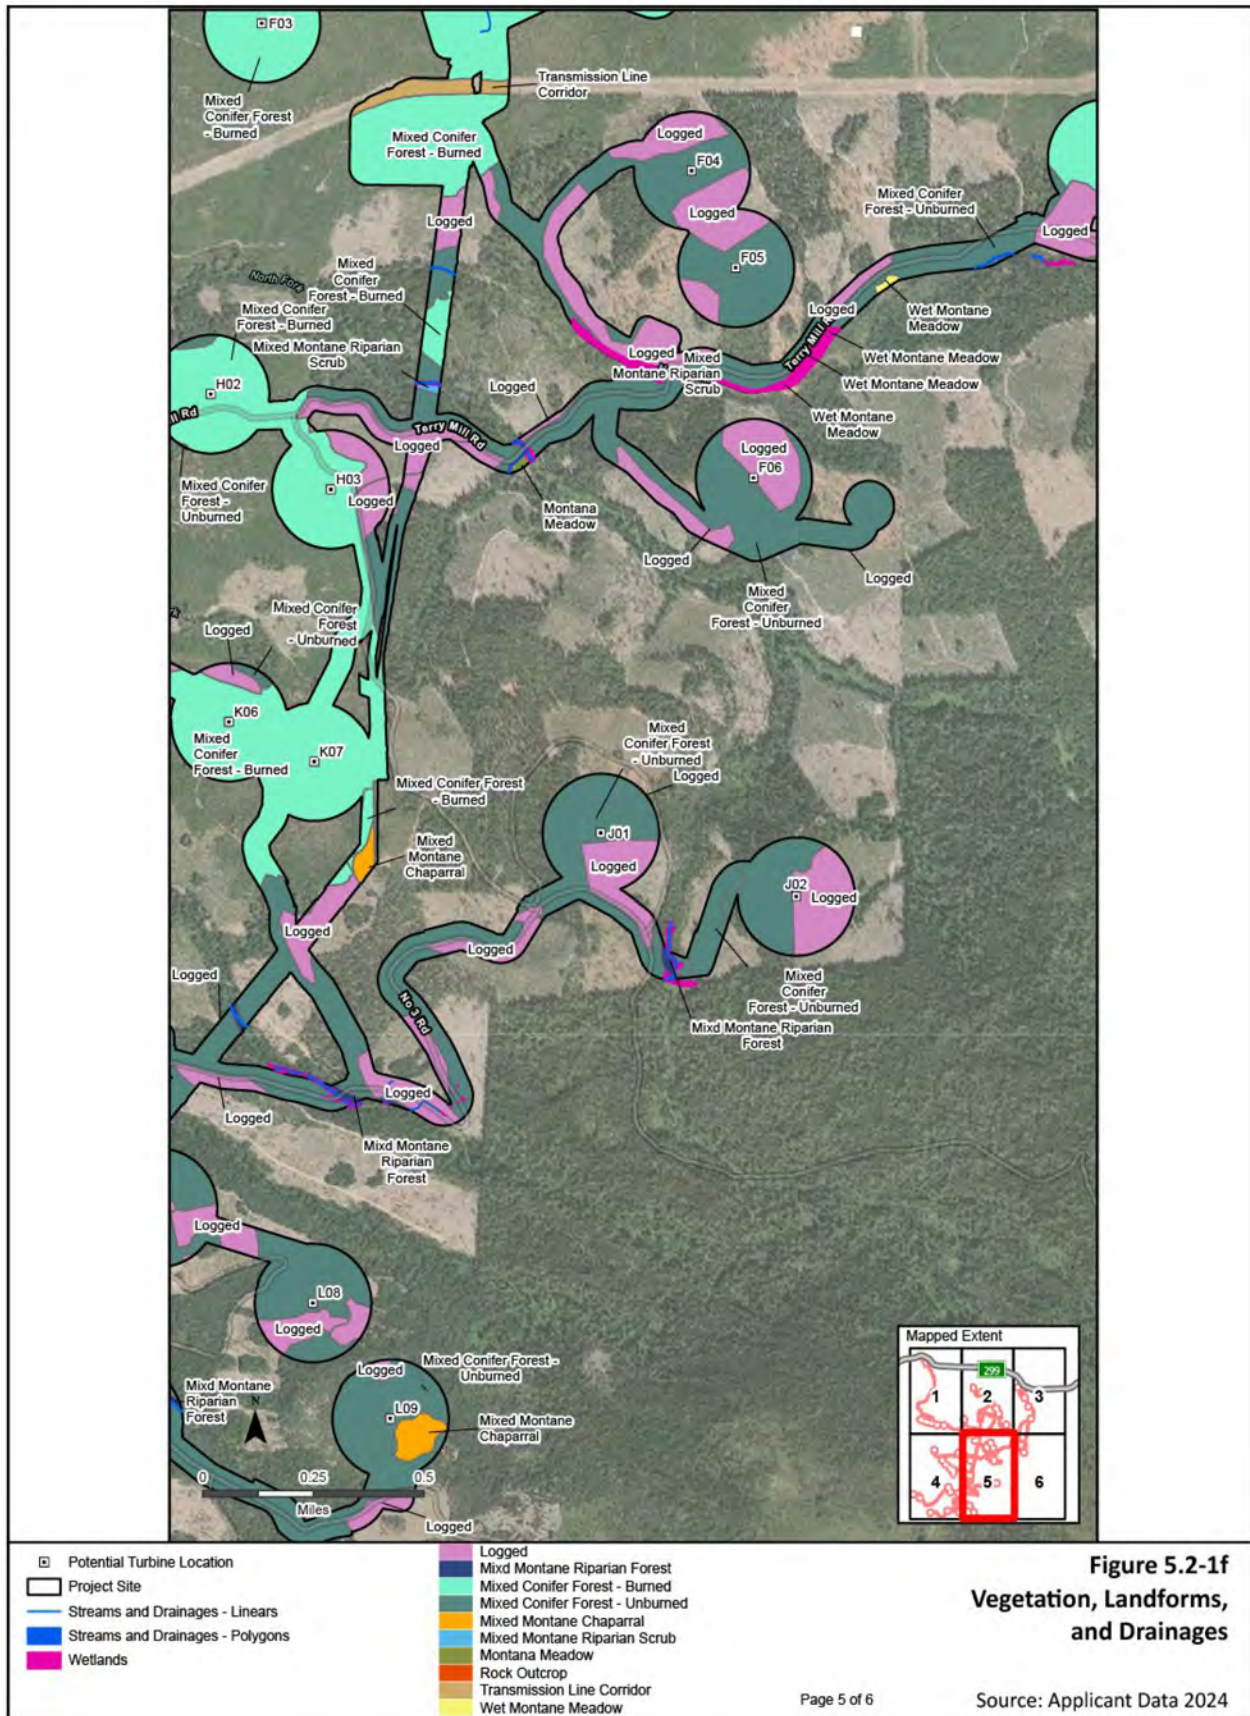 F03
Mixed
Conifer Forest
- Burned
Transmission Line
Corridor
Mixed Conifer
Forest - Burned
Logged
F04
Logged
Mixed Conifer
Forest - Unburned
Logged
Logged
F05
North Fork
Mixed
Conifer
Forest - Burned
Mixed Conifer
Forest - Burned
Mixed Montane Riparian
Scrub
Logged
Wet Montane
Meadow
Terry Mill R
Wet Montane Meadow
Wet Montane Meadow
Wet Montane
Meadow
Logged
Mixed
Montane Riparian
Scrub
H02
ll Rd
Logged
Terry Mill Rd
Logged
Logged
F06
H03
Logged
Mixed Conifer
Forest -
Unburned
Montana
Meadow
Logged
Logged
Mixed
Conifer
Forest - Unburned
Mixed Conifer
Forest
- Unburned
Logged
K06
Mixed
Conifer
Forest - Burned
K07
Mixed
Conifer Forest
- Unburned
Logged
Mixed Conifer Forest
- Burned
J01
Mixed
Montane
Chaparral
Logged
J02
Logged
Logged
Logged
Logged
No 3 Rd
Mixed
Conifer
Forest - Unburned
Mixd Montane Riparian
Forest
Logged
Logged
Mixd Montane
Riparian
Forest
Logged
L08
Logged
Logged
Mixed Conifer Forest -
Unburned
Mixd Montane
Riparian
Forest
N
L09
Mixed Montane
Chaparral
0
0.25
0.5
Miles
Logged
Mapped Extent
299
1
2
3
4
5
6
Potential Turbine Location
Project Site
Streams and Drainages - Linears
Streams and Drainages - Polygons
Wetlands
Logged
Mixd Montane Riparian Forest
Mixed Conifer Forest - Burned
Mixed Conifer Forest - Unburned
Mixed Montane Chaparral
Mixed Montane Riparian Scrub
Montana Meadow
Rock Outcrop
Transmission Line Corridor
Wet Montane Meadow
Page 5 of 6
Figure 5.2-1f
Vegetation, Landforms,
and Drainages
Source: Applicant Data 2024